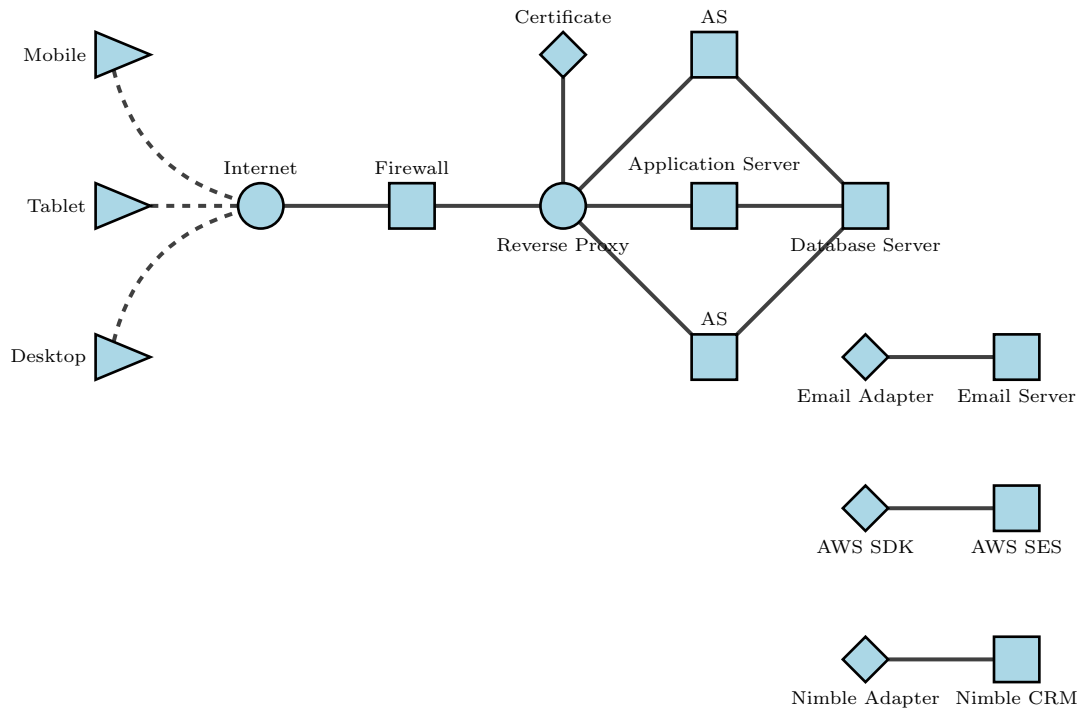 Certificate
AS
Mobile
Internet
Firewall
Application Server
Tablet
Reverse Proxy
Database Server
AS
Desktop
Email Adapter
Email Server
AWS SDK
AWS SES
Nimble Adapter
Nimble CRM